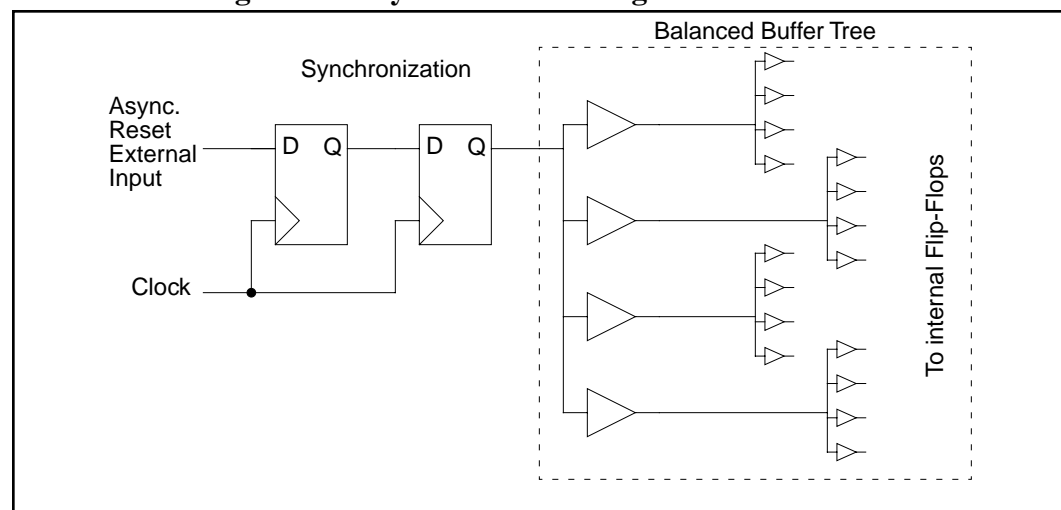 Balanced Buffer Tree
Synchronization
Async.
Reset
External
Input
D Q
D Q
Clock
To internal Flip-Flops